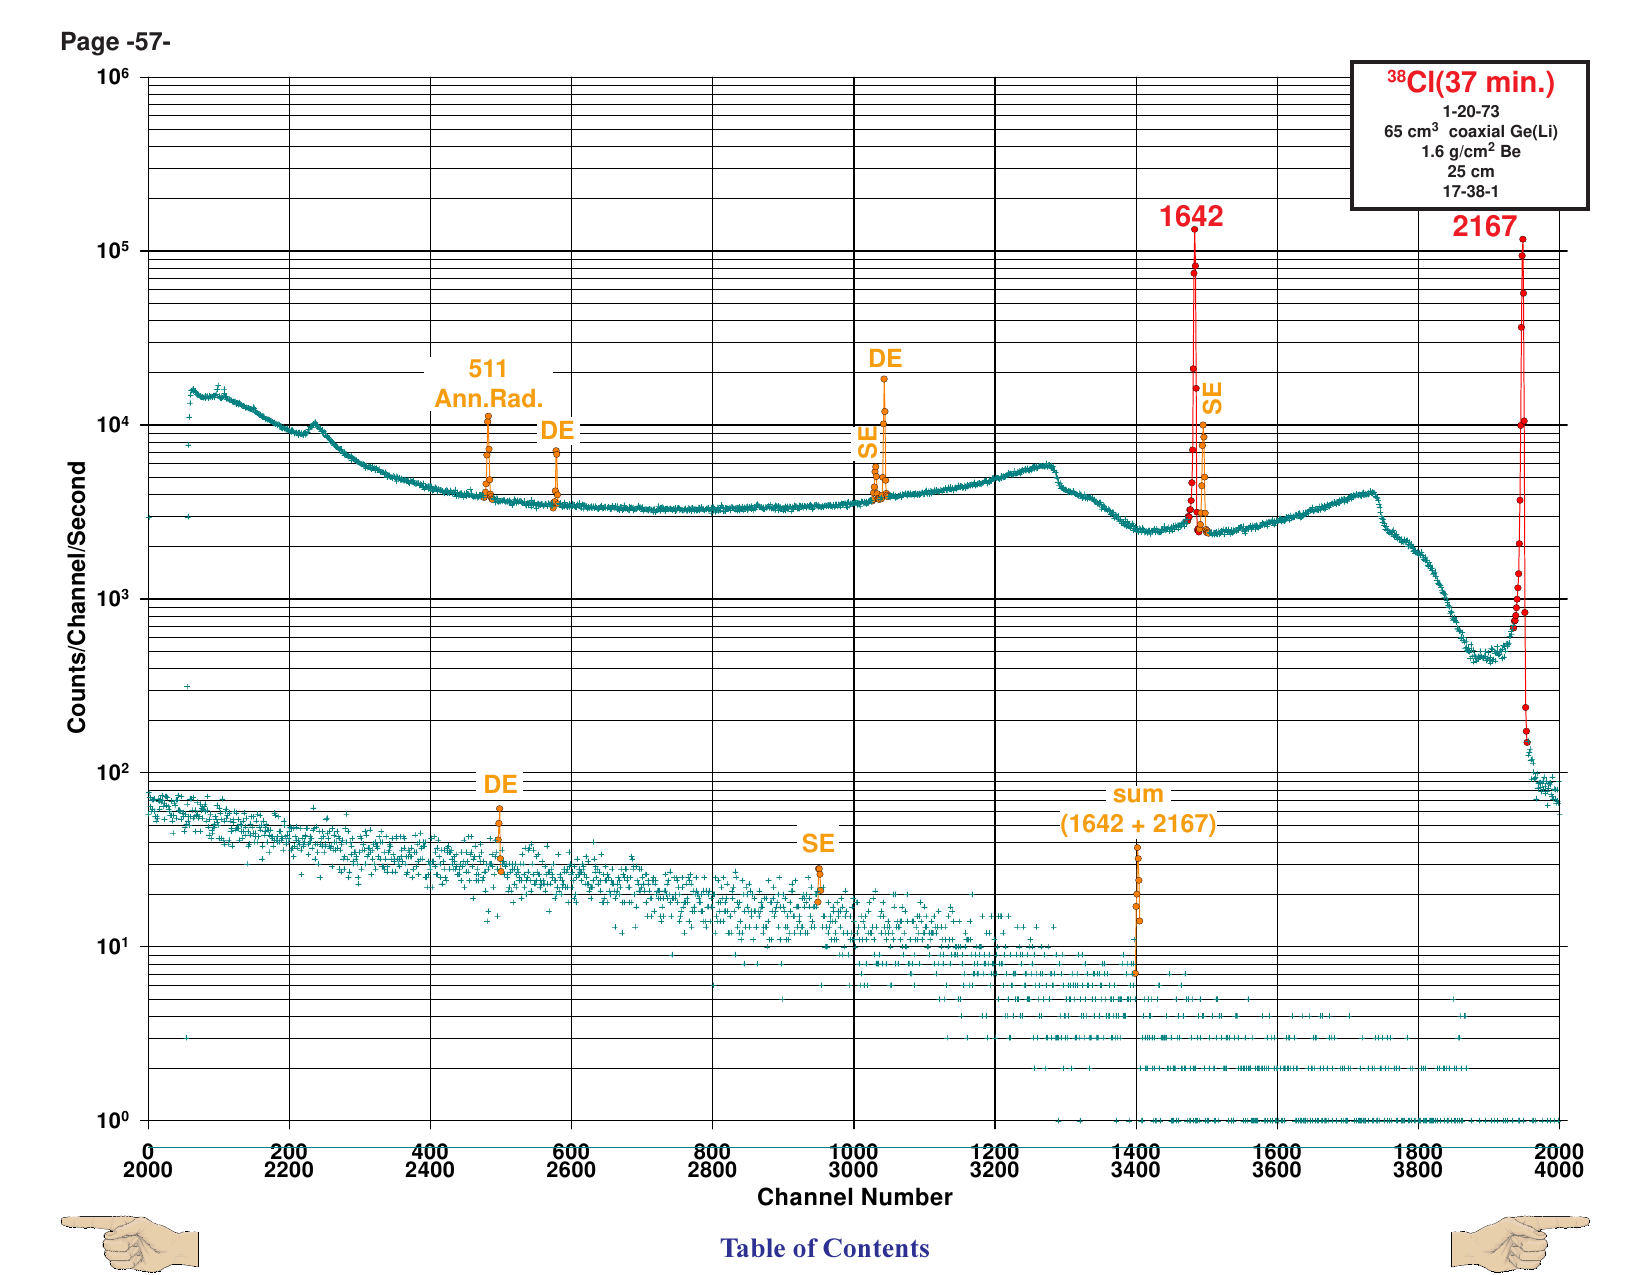 Page -57-
³⁸Cl(37 min.)
1-20-73
65 cm³ coaxial Ge(Li)
1.6 g/cm² Be
25 cm
17-38-1
10⁶
10⁵
10⁴
10³
10²
10¹
10⁰
Counts/Channel/Second
1642
2167
511
Ann.Rad.
DE
DE
SE
SE
DE
SE
sum
(1642 + 2167)
0 200 400 600 800 1000 1200 1400 1600 1800 2000
2000 2200 2400 2600 2800 3000 3200 3400 3600 3800 4000
Channel Number
Table of Contents